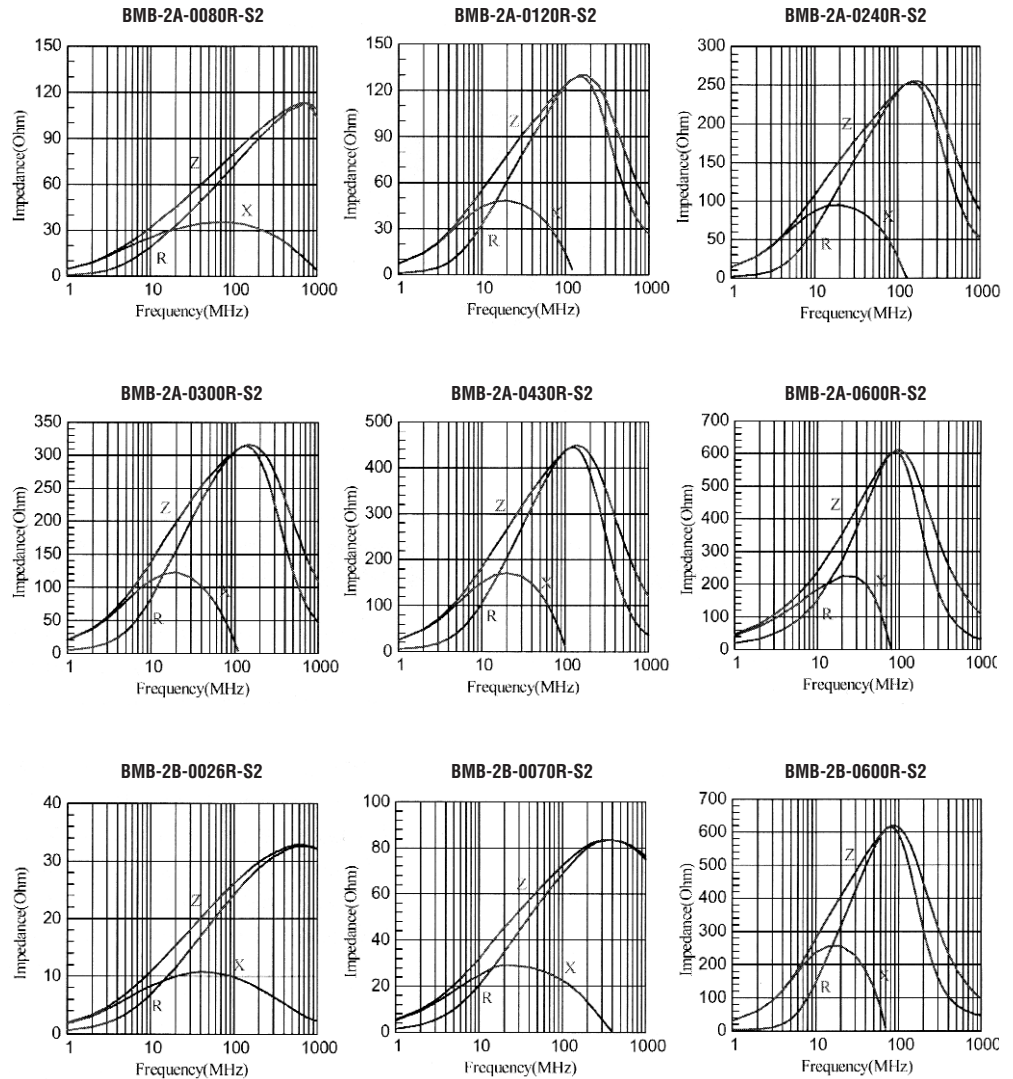 BMB-2A-0080R-S2
150
120
90
60
30
0
Impedance(Ohm)
Z
X
R
1
10
100
1000
Frequency(MHz)
BMB-2A-0120R-S2
150
120
90
60
30
0
Impedance(Ohm)
Z
X
R
1
10
100
1000
Frequency(MHz)
BMB-2A-0240R-S2
300
250
200
150
100
50
0
Impedance(Ohm)
Z
X
R
1
10
100
1000
Frequency(MHz)
BMB-2A-0300R-S2
350
300
250
200
150
100
50
0
Impedance(Ohm)
Z
X
R
1
10
100
1000
Frequency(MHz)
BMB-2A-0430R-S2
500
400
300
200
100
0
Impedance(Ohm)
Z
X
R
1
10
100
1000
Frequency(MHz)
BMB-2A-0600R-S2
700
600
500
400
300
200
100
0
Impedance(Ohm)
Z
X
R
1
10
100
1000
Frequency(MHz)
BMB-2B-0026R-S2
40
30
20
10
0
Impedance(Ohm)
Z
X
R
1
10
100
1000
Frequency(MHz)
BMB-2B-0070R-S2
100
80
60
40
20
0
Impedance(Ohm)
Z
X
R
1
10
100
1000
Frequency(MHz)
BMB-2B-0600R-S2
700
600
500
400
300
200
100
0
Impedance(Ohm)
Z
X
R
1
10
100
1000
Frequency(MHz)